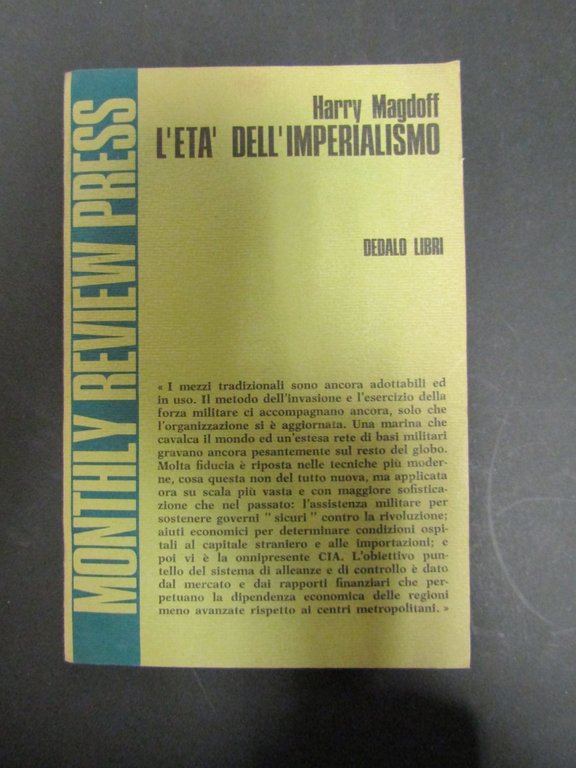 MONTHLY REVIEW PRESS
Harry Magdoff
L'ETA' DELL'IMPERIALISMO
DEDALO LIBRI
« I mezzi tradizionali sono ancora adottabili ed
in uso. Il metodo dell'invasione e l'esercizio della
forza militare ci accompagnano ancora, solo che
l'organizzazione si è aggiornata. Una marina che
cavalca il mondo ed un'estesa rete di basi militari
gravano ancora pesantemente sul resto del globo.
Molta fiducia è riposta nelle tecniche più moder-
ne, cosa questa non del tutto nuova, ma applicata
ora su scala più vasta e con maggiore sofistica-
zione che nel passato: l'assistenza militare per
sostenere governi " sicuri " contro la rivoluzione;
aiuti economici per determinare condizioni ospi-
tali al capitale straniero e alle importazioni; e
poi vi è la onnipresente CIA. L'obiettivo pun-
tello del sistema di alleanze e di controllo è dato
dal mercato e dai rapporti finanziari che per-
petuano la dipendenza economica delle regioni
meno avanzate rispetto ai centri metropolitani. »